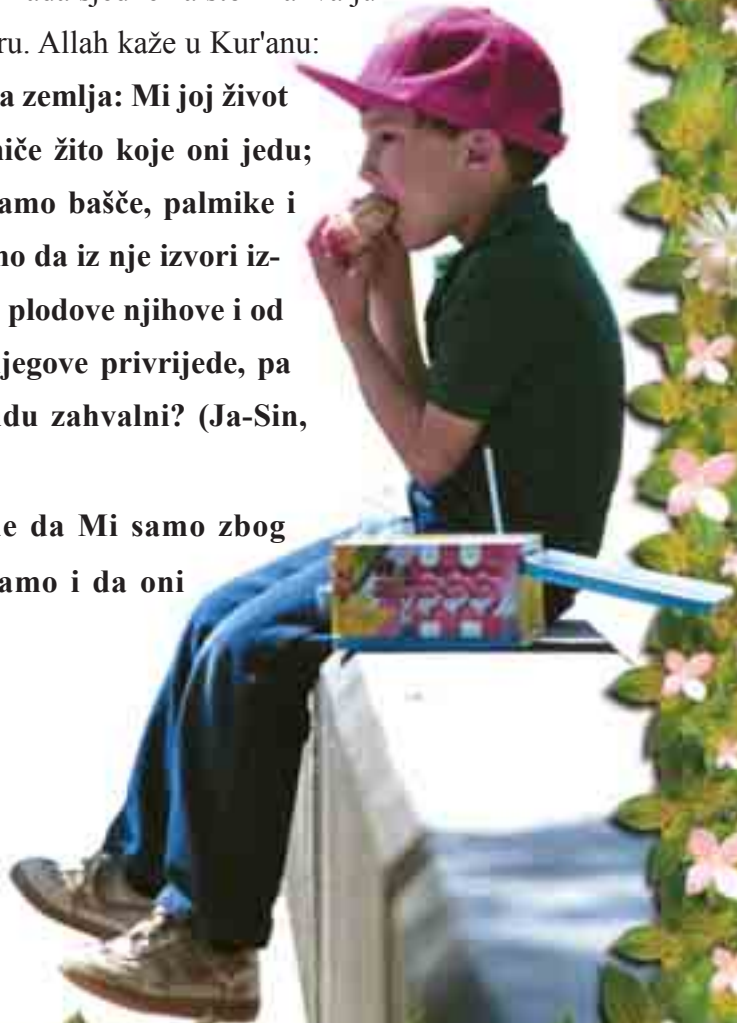 ru. Allah kaže u Kur'anu:
a zemlja: Mi joj život
niče žito koje oni jedu;
amo bašče, palmike i
no da iz nje izvori iz-
plodove njihove i od
jegove privrijede, pa
du zahvalni? (Ja-Sin,
e da Mi samo zbog
amo i da oni